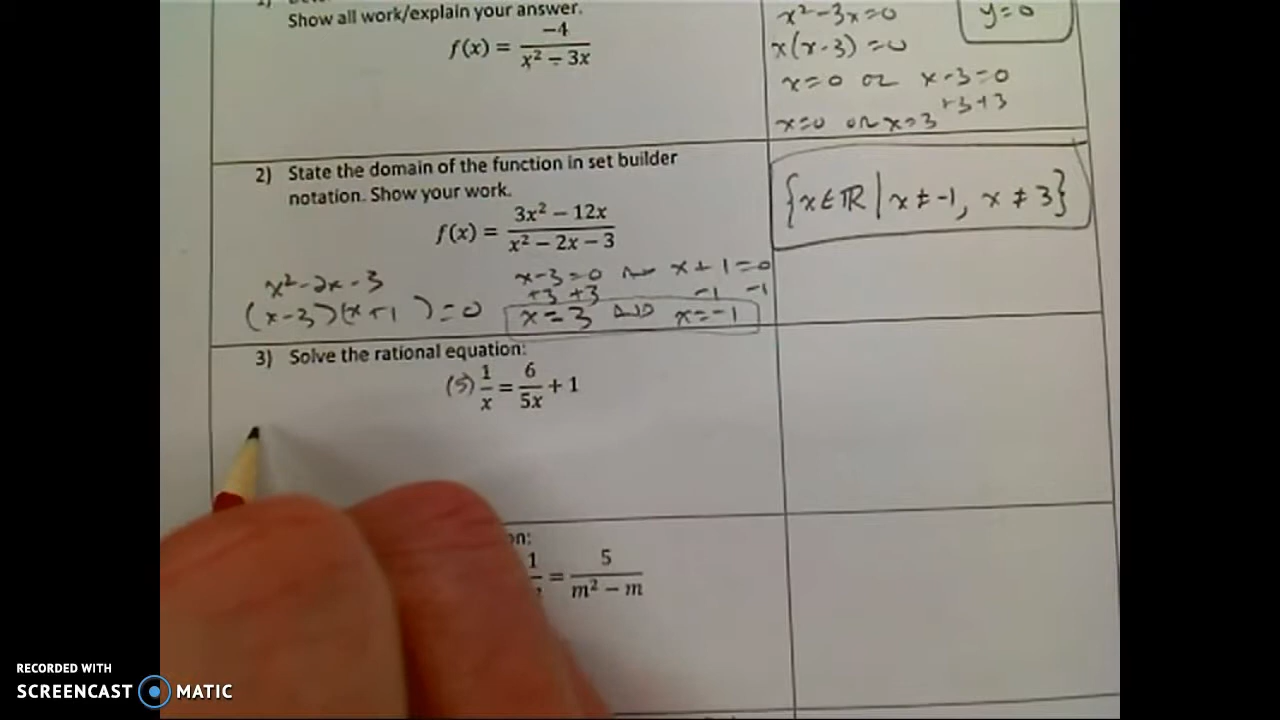 Show all work/explain your answer.
f(x) = -4 / x² - 3x
x² - 3x = 0
x(x - 3) = 0
x = 0 or x - 3 = 0
+3 +3
x = 0 or x = 3
y = 0
2) State the domain of the function in set builder
notation. Show your work.
f(x) = 3x² - 12x / x² - 2x - 3
{x ∈ ℝ | x ≠ -1, x ≠ 3}
x² - 2x - 3
(x - 3)(x + 1) = 0
x - 3 = 0 x + 1 = 0
+3 +3 -1 -1
x = 3 AND x = -1
3) Solve the rational equation:
(5) 1/x = 6/5x + 1
= 5 / m² - m
RECORDED WITH
SCREENCAST MATIC